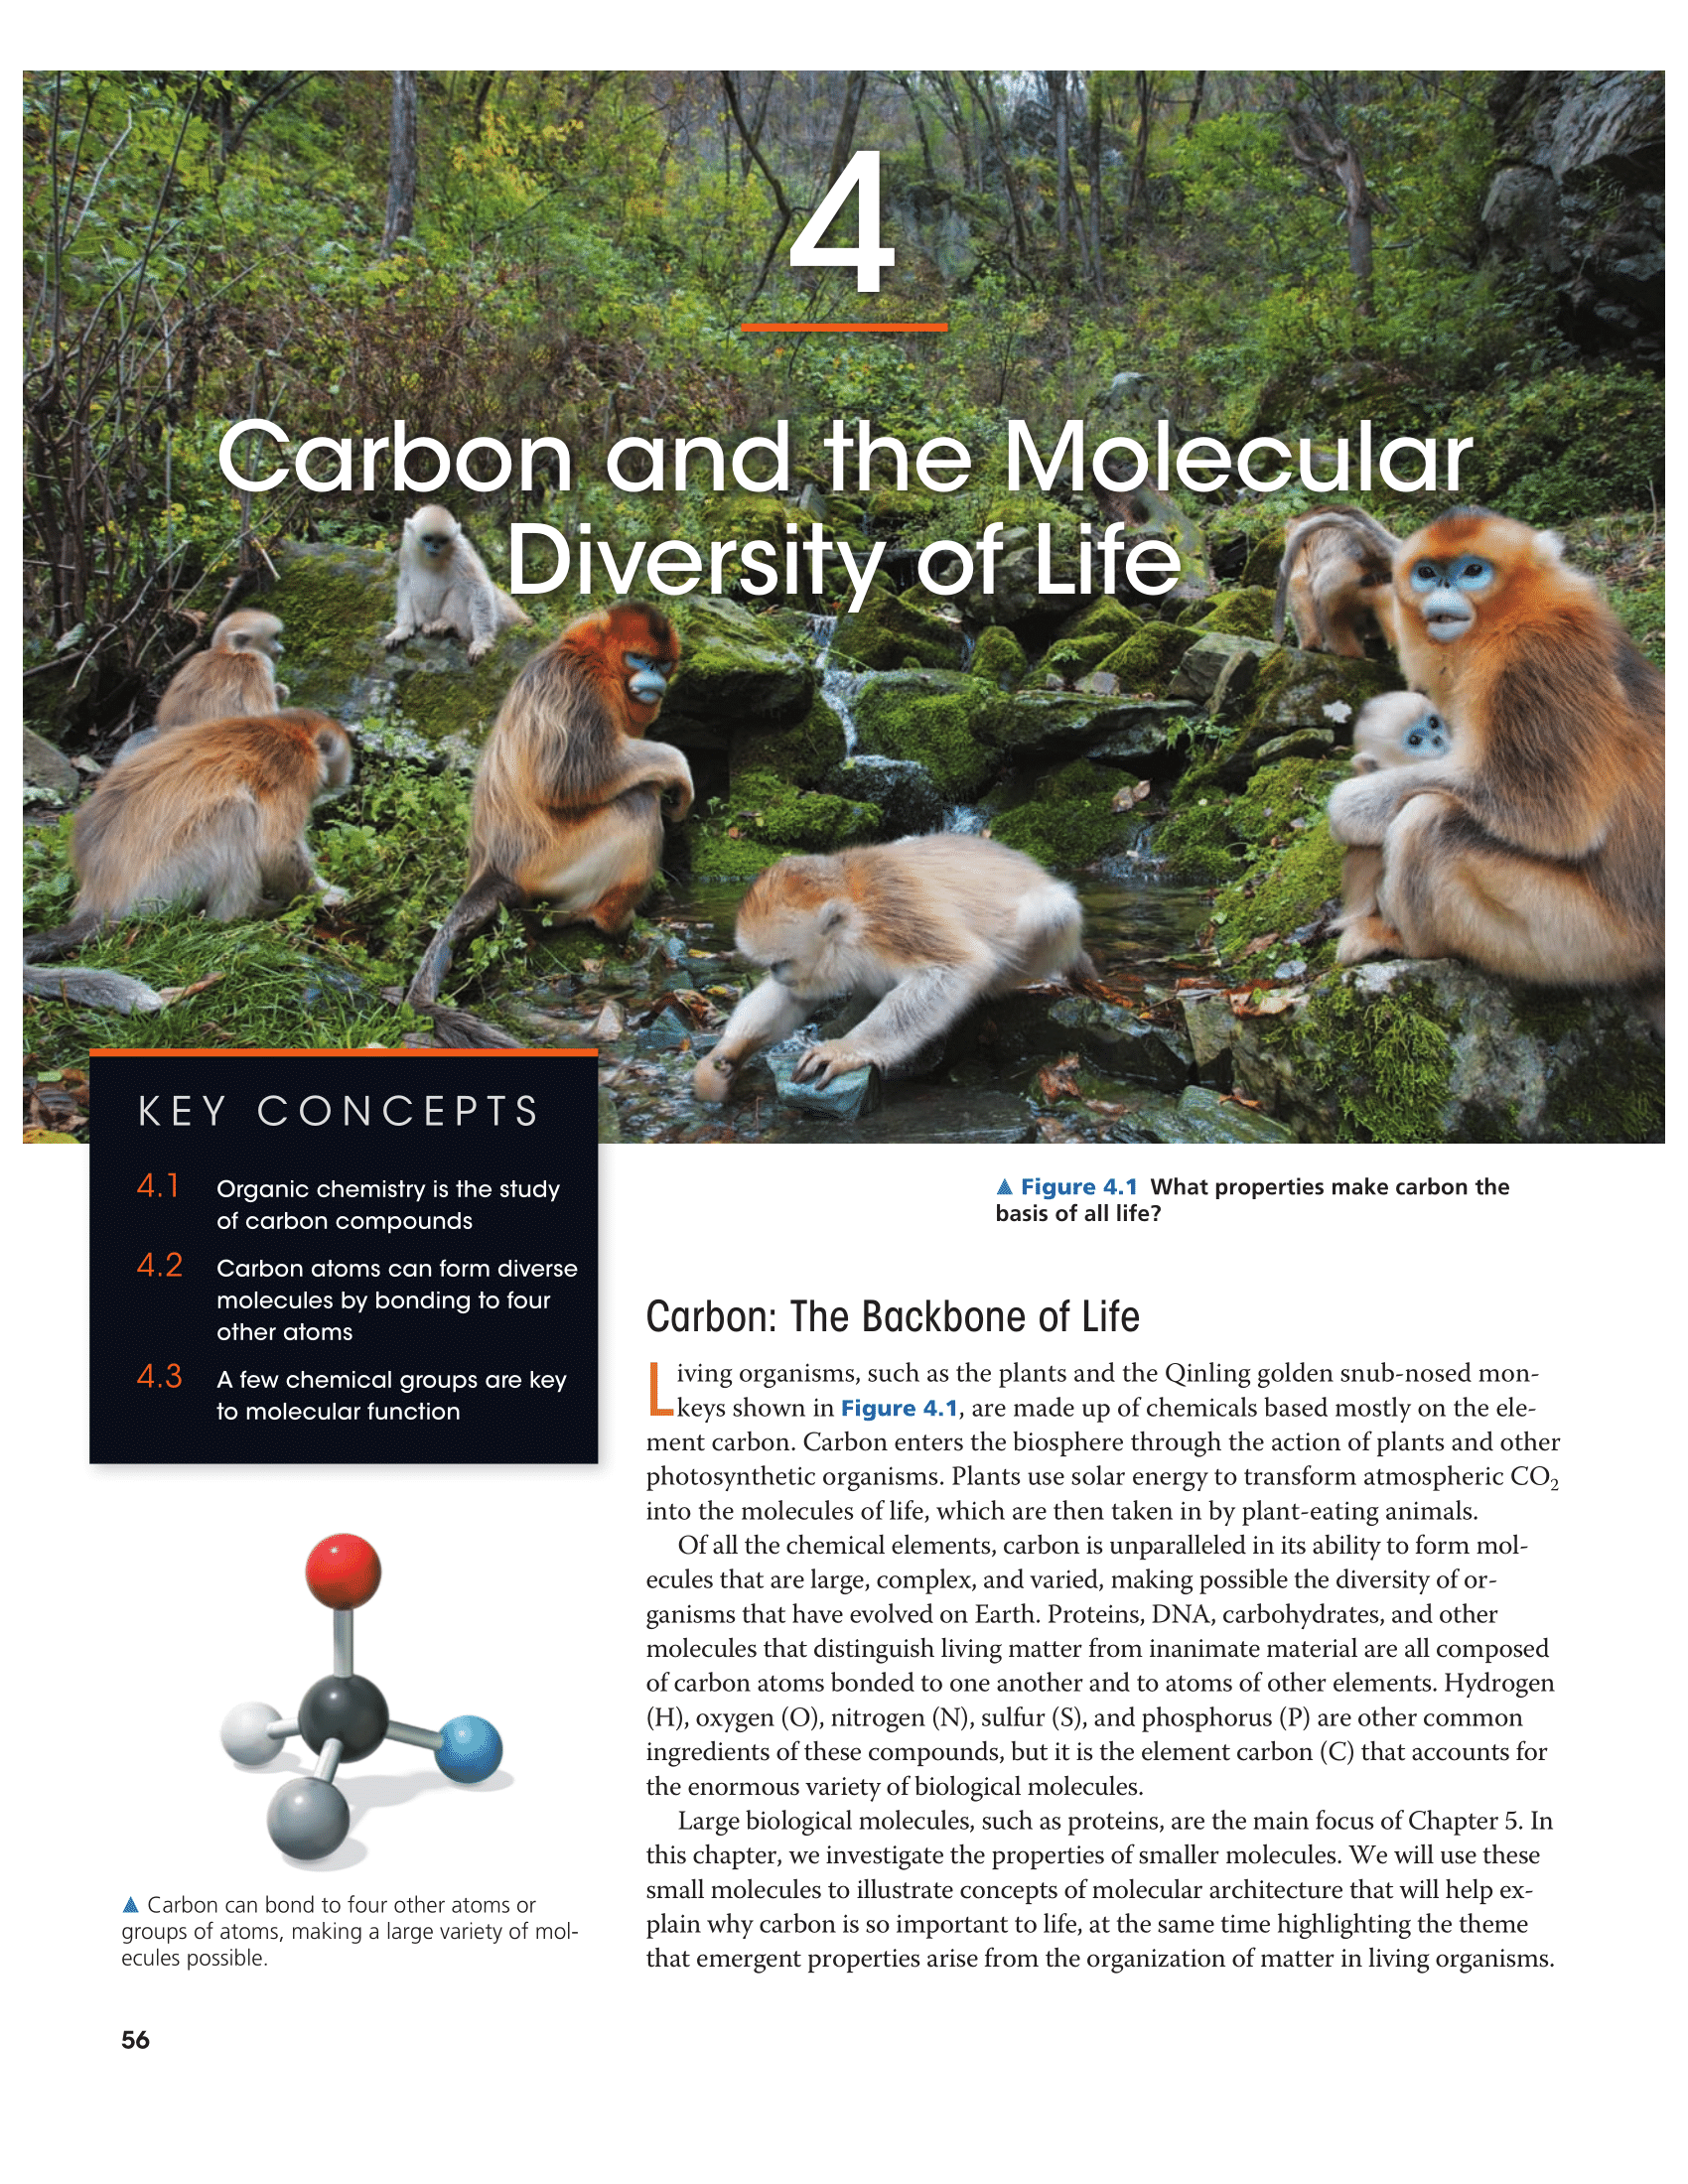 4
Carbon and the Molecular
Diversity of Life
KEY CONCEPTS
4.1 Organic chemistry is the study
of carbon compounds
4.2 Carbon atoms can form diverse
molecules by bonding to four
other atoms
4.3 A few chemical groups are key
to molecular function
▲ Figure 4.1 What properties make carbon the
basis of all life?
Carbon: The Backbone of Life
Living organisms, such as the plants and the Qinling golden snub-nosed mon-
keys shown in Figure 4.1, are made up of chemicals based mostly on the ele-
ment carbon. Carbon enters the biosphere through the action of plants and other
photosynthetic organisms. Plants use solar energy to transform atmospheric CO₂
into the molecules of life, which are then taken in by plant-eating animals.
Of all the chemical elements, carbon is unparalleled in its ability to form mol-
ecules that are large, complex, and varied, making possible the diversity of or-
ganisms that have evolved on Earth. Proteins, DNA, carbohydrates, and other
molecules that distinguish living matter from inanimate material are all composed
of carbon atoms bonded to one another and to atoms of other elements. Hydrogen
(H), oxygen (O), nitrogen (N), sulfur (S), and phosphorus (P) are other common
ingredients of these compounds, but it is the element carbon (C) that accounts for
the enormous variety of biological molecules.
Large biological molecules, such as proteins, are the main focus of Chapter 5. In
this chapter, we investigate the properties of smaller molecules. We will use these
small molecules to illustrate concepts of molecular architecture that will help ex-
plain why carbon is so important to life, at the same time highlighting the theme
that emergent properties arise from the organization of matter in living organisms.
▲ Carbon can bond to four other atoms or
groups of atoms, making a large variety of mol-
ecules possible.
56